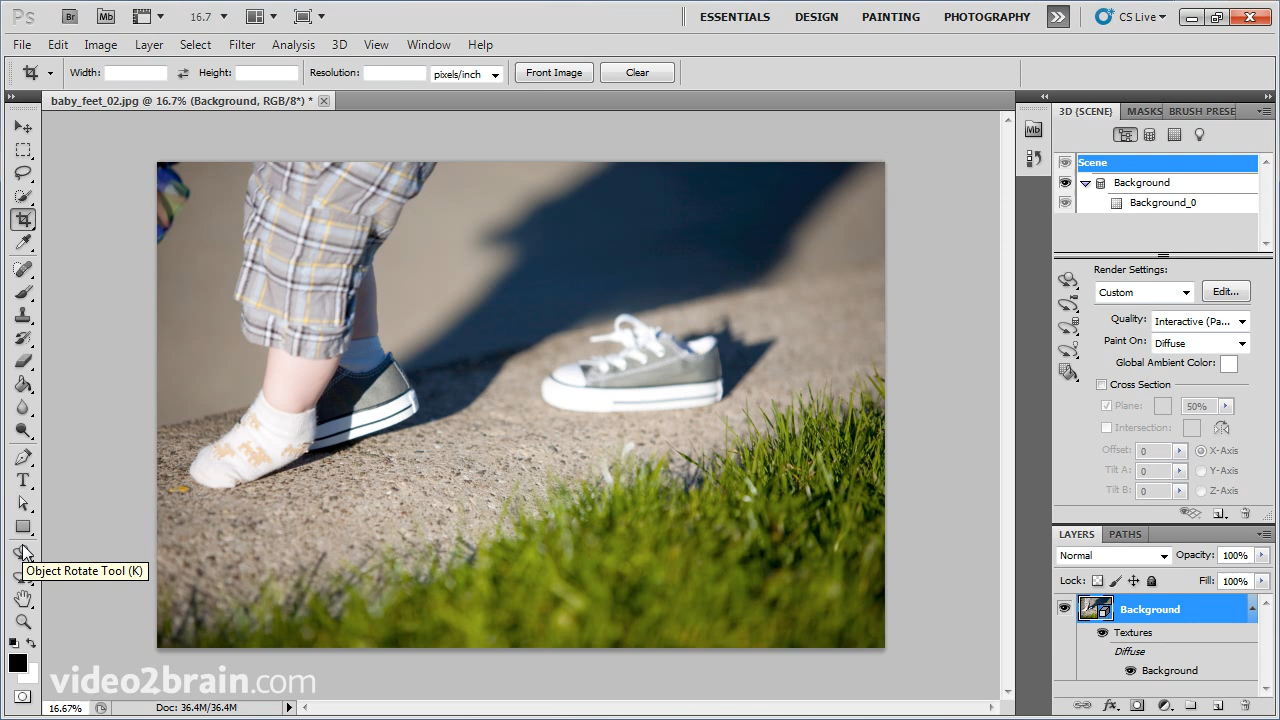 Ps Br Mb 16.7 ESSENTIALS DESIGN PAINTING PHOTOGRAPHY CS Live
File Edit Image Layer Select Filter Analysis 3D View Window Help
Width: Height: Resolution: pixels/inch Front Image Clear
baby_feet_02.jpg @ 16.7% (Background, RGB/8*) *
Mb
3D {SCENE} MASKS BRUSH PRESE
Scene
Background
Background_0
Render Settings:
Custom Edit...
Quality: Interactive (Pa...
Paint On: Diffuse
Global Ambient Color:
Cross Section
Plane: 50%
Intersection:
Offset: 0 X-Axis
Tilt A: 0 Y-Axis
Tilt B: 0 Z-Axis
LAYERS PATHS
Normal Opacity: 100%
Lock: Fill: 100%
Background
Textures
Diffuse
Background
Object Rotate Tool (K)
video2brain.com
16.67% Doc: 36.4M/36.4M